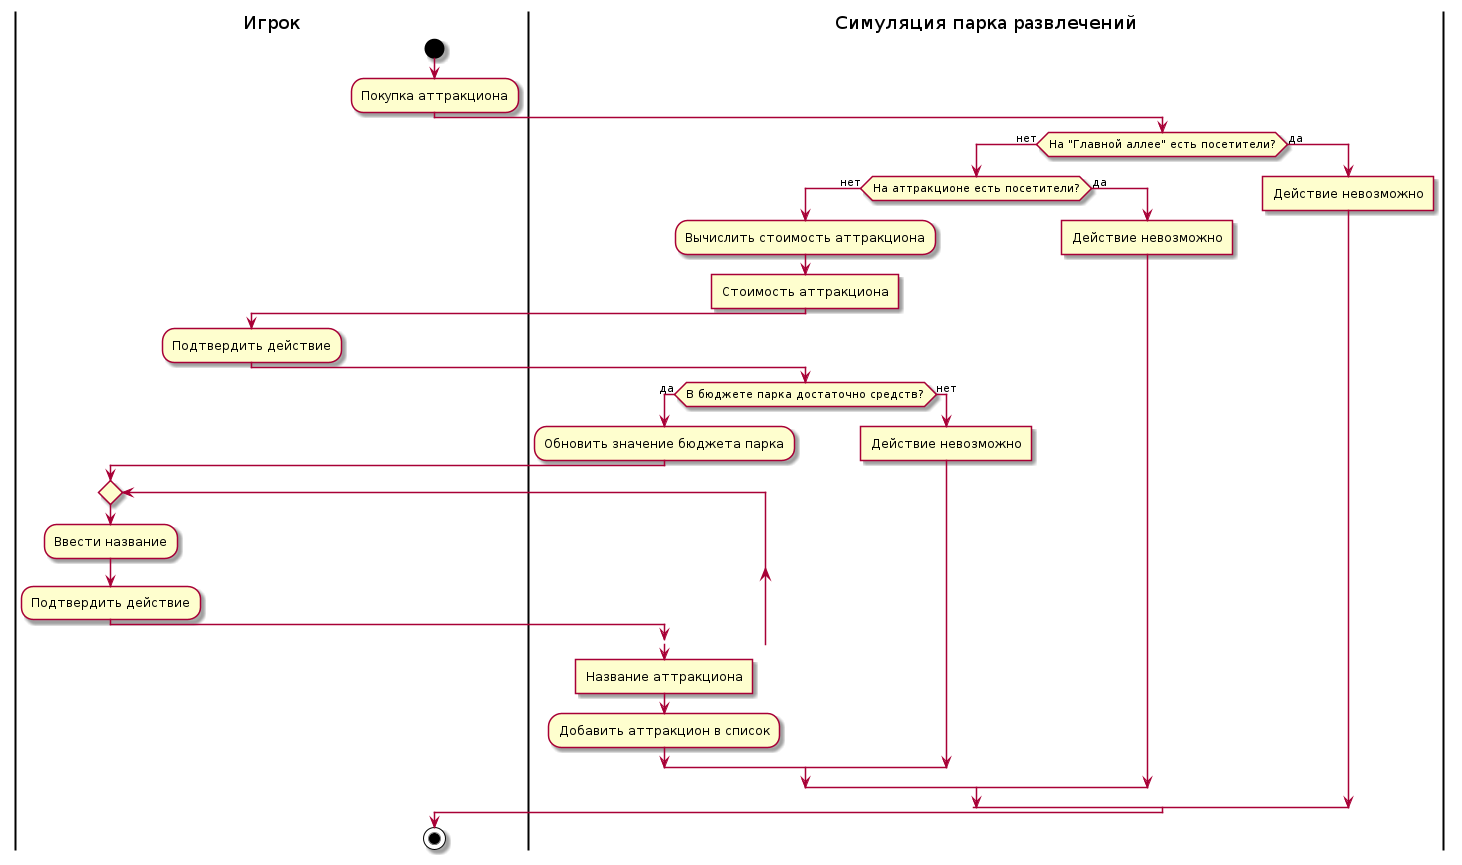 Игрок
Симуляция парка развлечений
Покупка аттракциона
нет
На "Главной аллее" есть посетители?
да
нет
На аттракционе есть посетители?
да
Действие невозможно
Вычислить стоимость аттракциона
Действие невозможно
Стоимость аттракциона
Подтвердить действие
да
В бюджете парка достаточно средств?
нет
Обновить значение бюджета парка
Действие невозможно
Ввести название
Подтвердить действие
Название аттракциона
Добавить аттракцион в список